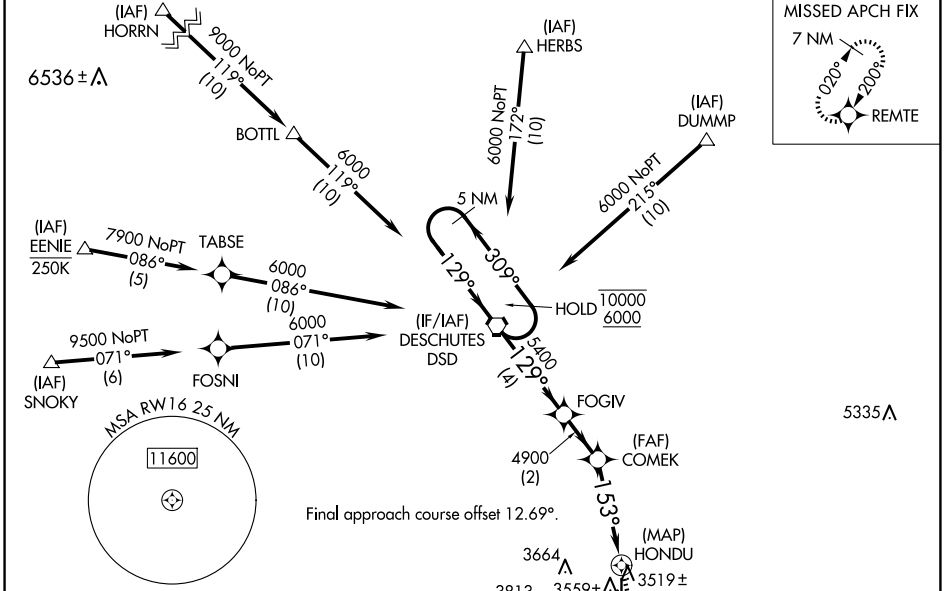 (IAF)
HORRN
9000 NoPT
119°
(10)
6536 ±
BOTTL
6000
119°
(10)
(IAF)
HERBS
6000 NoPT
172°
(10)
(IAF)
DUMMP
6000 NoPT
215°
(10)
MISSED APCH FIX
7 NM
020°
200°
REMTE
(IAF)
EENIE
250K
7900 NoPT
086°
(5)
TABSE
6000
086°
(10)
5 NM
129°
309°
HOLD
10000
6000
(IF/IAF)
DESCHUTES
DSD
(IAF)
SNOKY
9500 NoPT
071°
(6)
FOSNI
6000
071°
(10)
5400
129°
(4)
FOGIV
4900
(2)
(FAF)
COMEK
5335
153°
MSA RW16 25 NM
11600
Final approach course offset 12.69°.
(MAP)
HONDU
3664
3519 ±
3559±